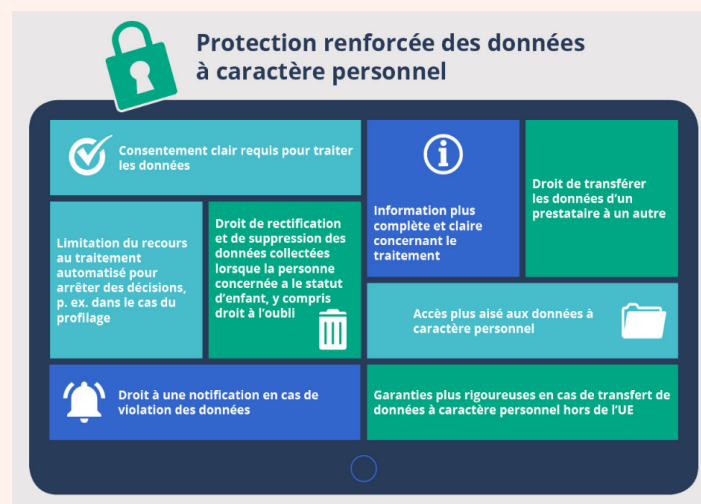 Protection renforcée des données
à caractère personnel
Consentement clair requis pour traiter
les données
Information plus
complète et claire
concernant le
traitement
Droit de transférer
les données d'un
prestataire à un autre
Limitation du recours
au traitement
automatisé pour
arrêter des décisions,
p. ex. dans le cas du
profilage
Droit de rectification
et de suppression des
données collectées
lorsque la personne
concernée a le statut
d'enfant, y compris
droit à l'oubli
Accès plus aisé aux données à
caractère personnel
Droit à une notification en cas de
violation des données
Garanties plus rigoureuses en cas de transfert de
données à caractère personnel hors de l'UE